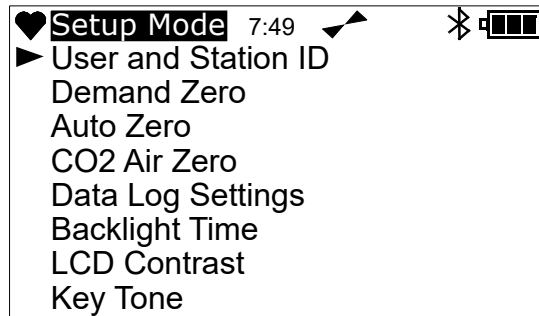 Setup Mode 7:49
User and Station ID
Demand Zero
Auto Zero
CO2 Air Zero
Data Log Settings
Backlight Time
LCD Contrast
Key Tone